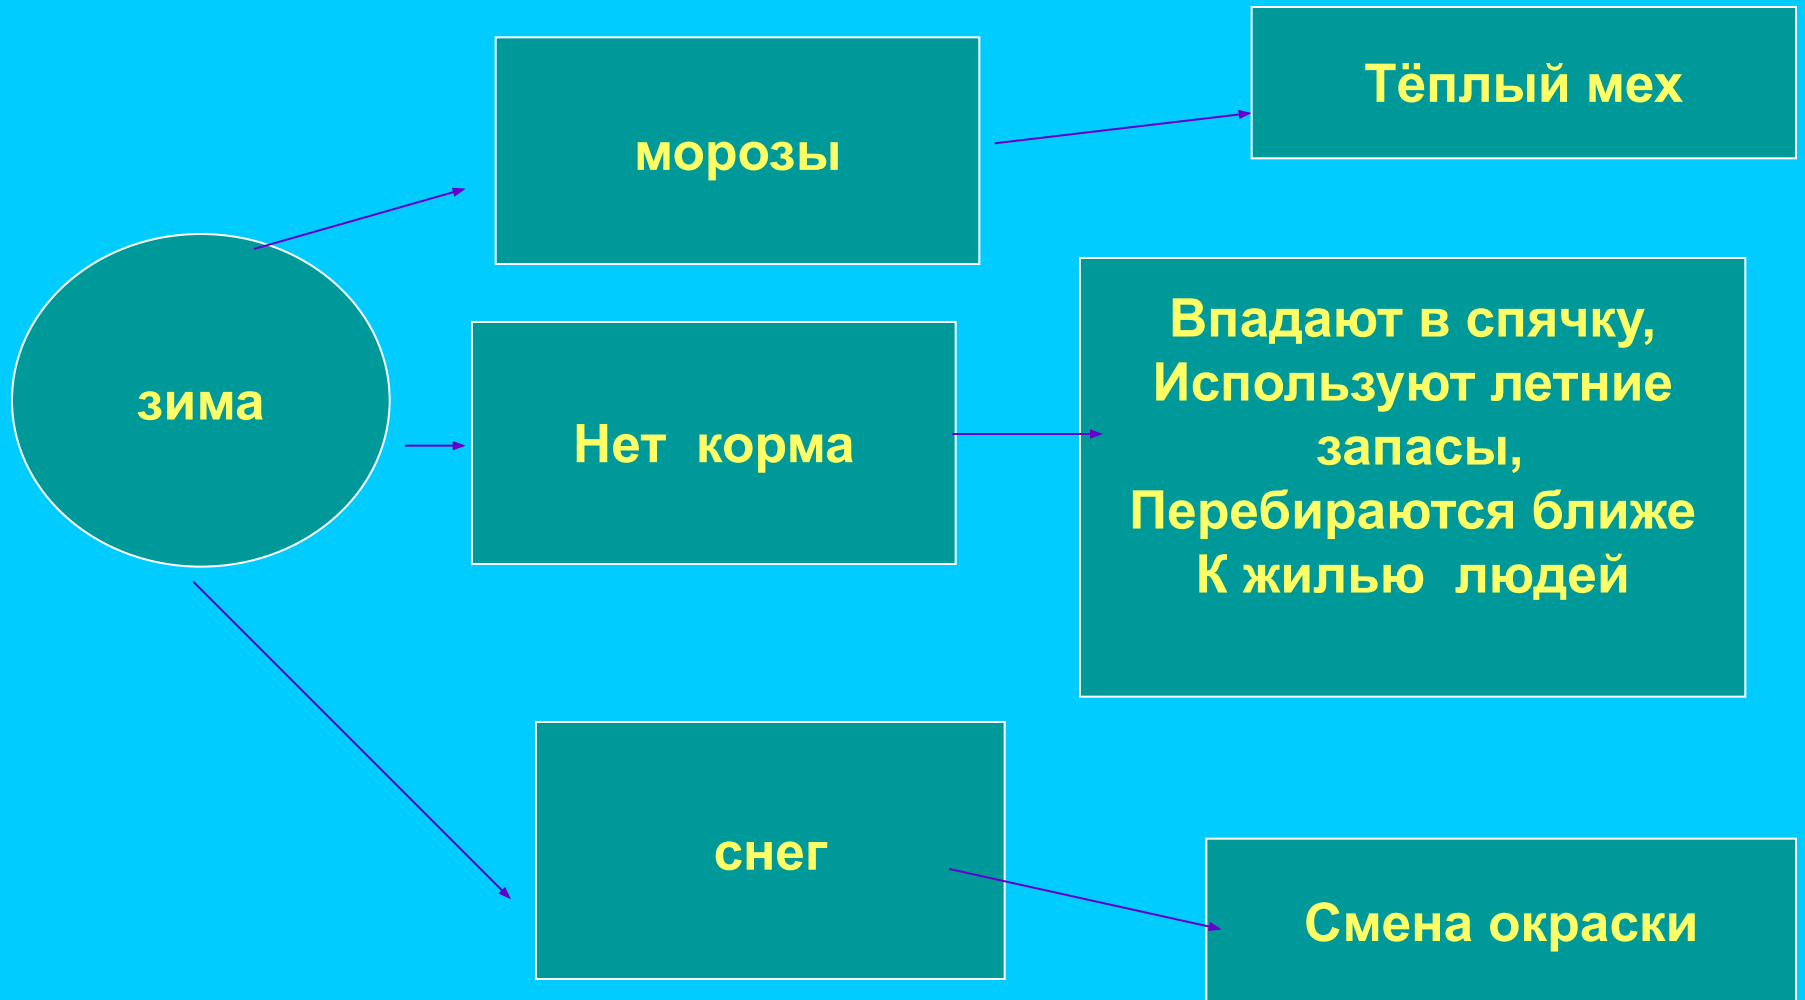 зима
морозы
Тёплый мех
Нет  корма
Впадают в спячку,
Используют летние
запасы,
Перебираются ближе
К жилью  людей
снег
Смена окраски